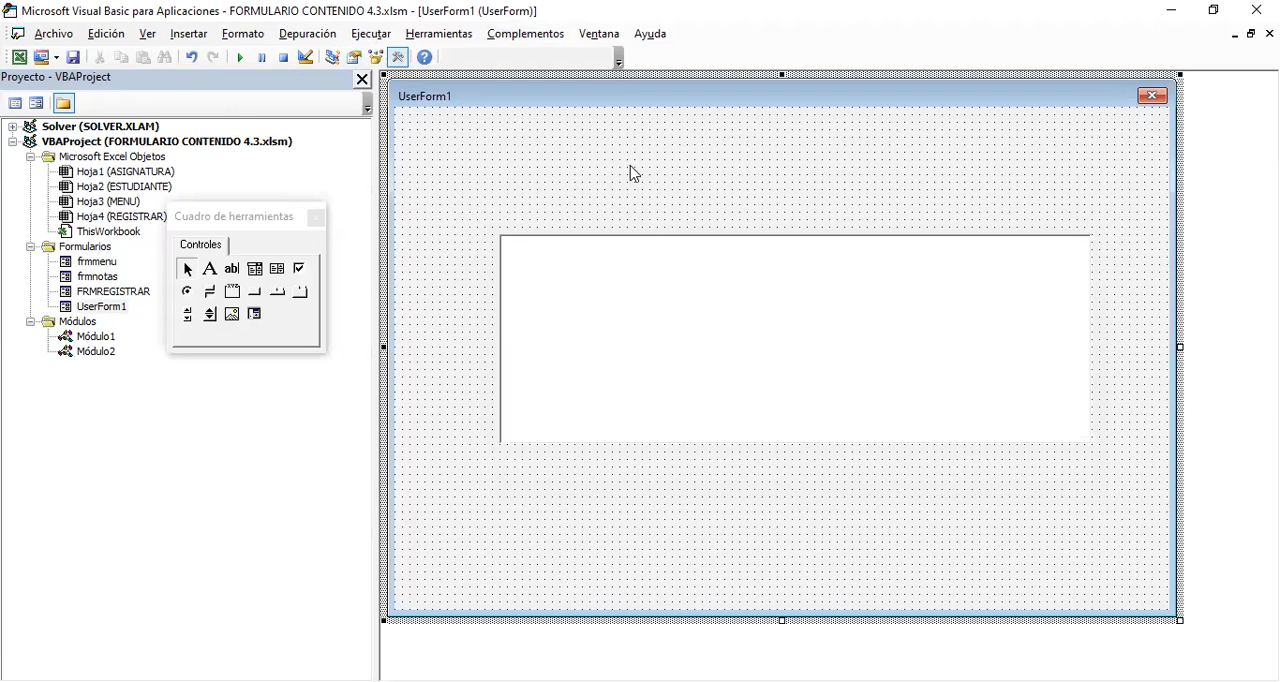 Microsoft Visual Basic para Aplicaciones - FORMULARIO CONTENIDO 4.3.xlsm - [UserForm1 (UserForm)]
Archivo Edición Ver Insertar Formato Depuración Ejecutar Herramientas Complementos Ventana Ayuda
Proyecto - VBAProject
Solver (SOLVER.XLAM)
VBAProject (FORMULARIO CONTENIDO 4.3.xlsm)
Microsoft Excel Objetos
Hoja1 (ASIGNATURA)
Hoja2 (ESTUDIANTE)
Hoja3 (MENU)
Hoja4 (REGISTRAR)
ThisWorkbook
Formularios
frmmenu
frmnotas
FRMREGISTRAR
UserForm1
Módulos
Módulo1
Módulo2
Cuadro de herramientas
Controles
A ab|
XYZ
UserForm1